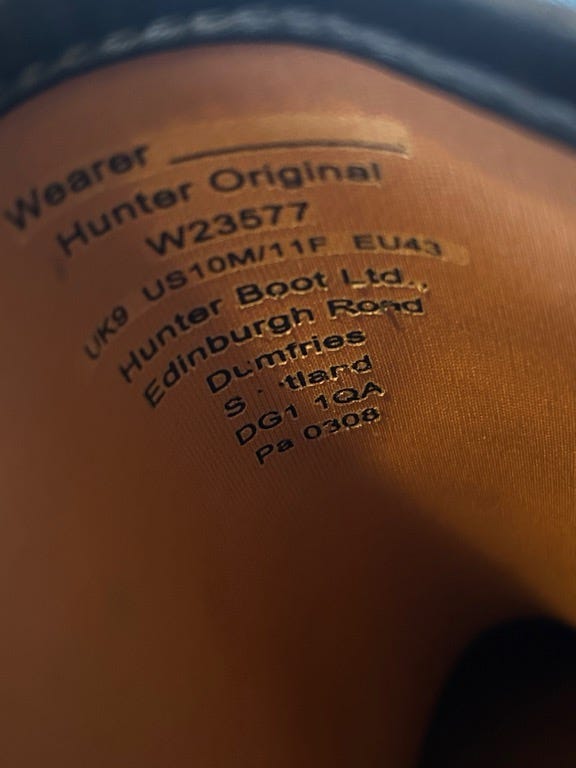 Wearer
Hunter Original
W23577
UK9 US10M/11F EU43
Hunter Boot Ltd.,
Edinburgh Road
Dumfries
DG1 1QA
Pa 0308